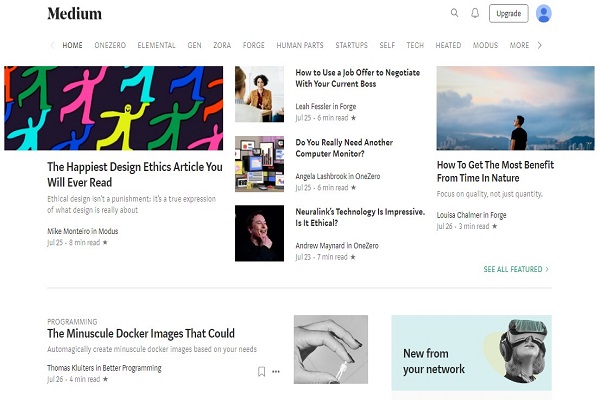 Medium
Upgrade
HOME ONEZERO ELEMENTAL GEN ZORA FORGE HUMAN PARTS STARTUPS SELF TECH HEATED MODUS MORE
The Happiest Design Ethics Article You
Will Ever Read
Ethical design isn't a punishment: it's a true expression
of what design is really about
Mike Monteiro in Modus
Jul 25 · 8 min read ★
How to Use a Job Offer to Negotiate
With Your Current Boss
Leah Fessler in Forge
Jul 25 · 6 min read ★
Do You Really Need Another
Computer Monitor?
Angela Lashbrook in OneZero
Jul 25 · 6 min read ★
Neuralink's Technology Is Impressive.
Is It Ethical?
Andrew Maynard in OneZero
Jul 23 · 7 min read ★
How To Get The Most Benefit
From Time In Nature
Focus on quality, not just quantity.
Louisa Chalmer in Forge
Jul 26 · 3 min read ★
SEE ALL FEATURED
PROGRAMMING
The Minuscule Docker Images That Could
Automagically create minuscule docker images based on your needs
Thomas Kluiters in Better Programming
Jul 26 · 4 min read ★
New from
your network